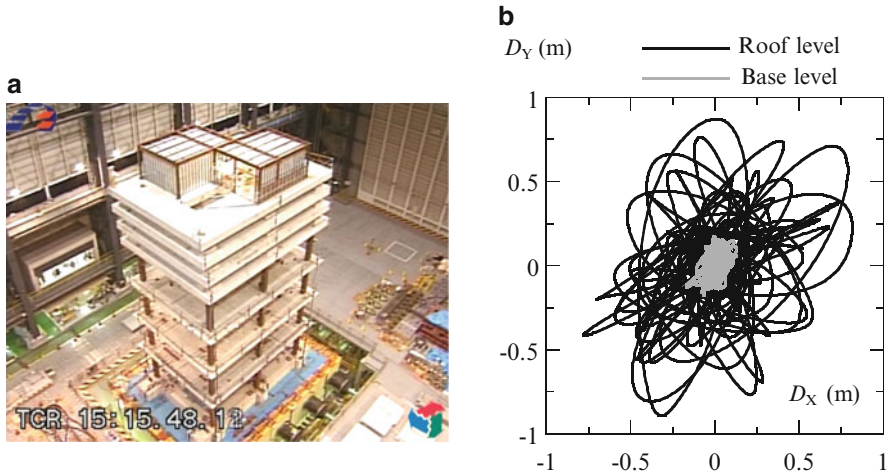 a
TCR 15:15.48.12
b
D_Y (m)
Roof level
Base level
1
0.5
0
-0.5
-1
D_X (m)
-1 -0.5 0 0.5 1